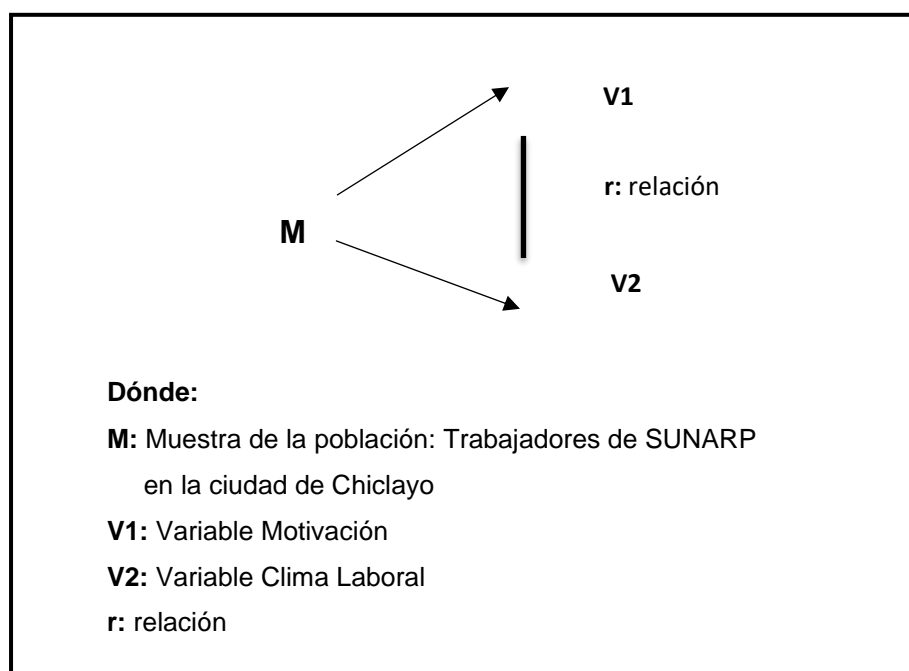 V1
r: relación
M
V2
Dónde:
M: Muestra de la población: Trabajadores de SUNARP
en la ciudad de Chiclayo
V1: Variable Motivación
V2: Variable Clima Laboral
r: relación